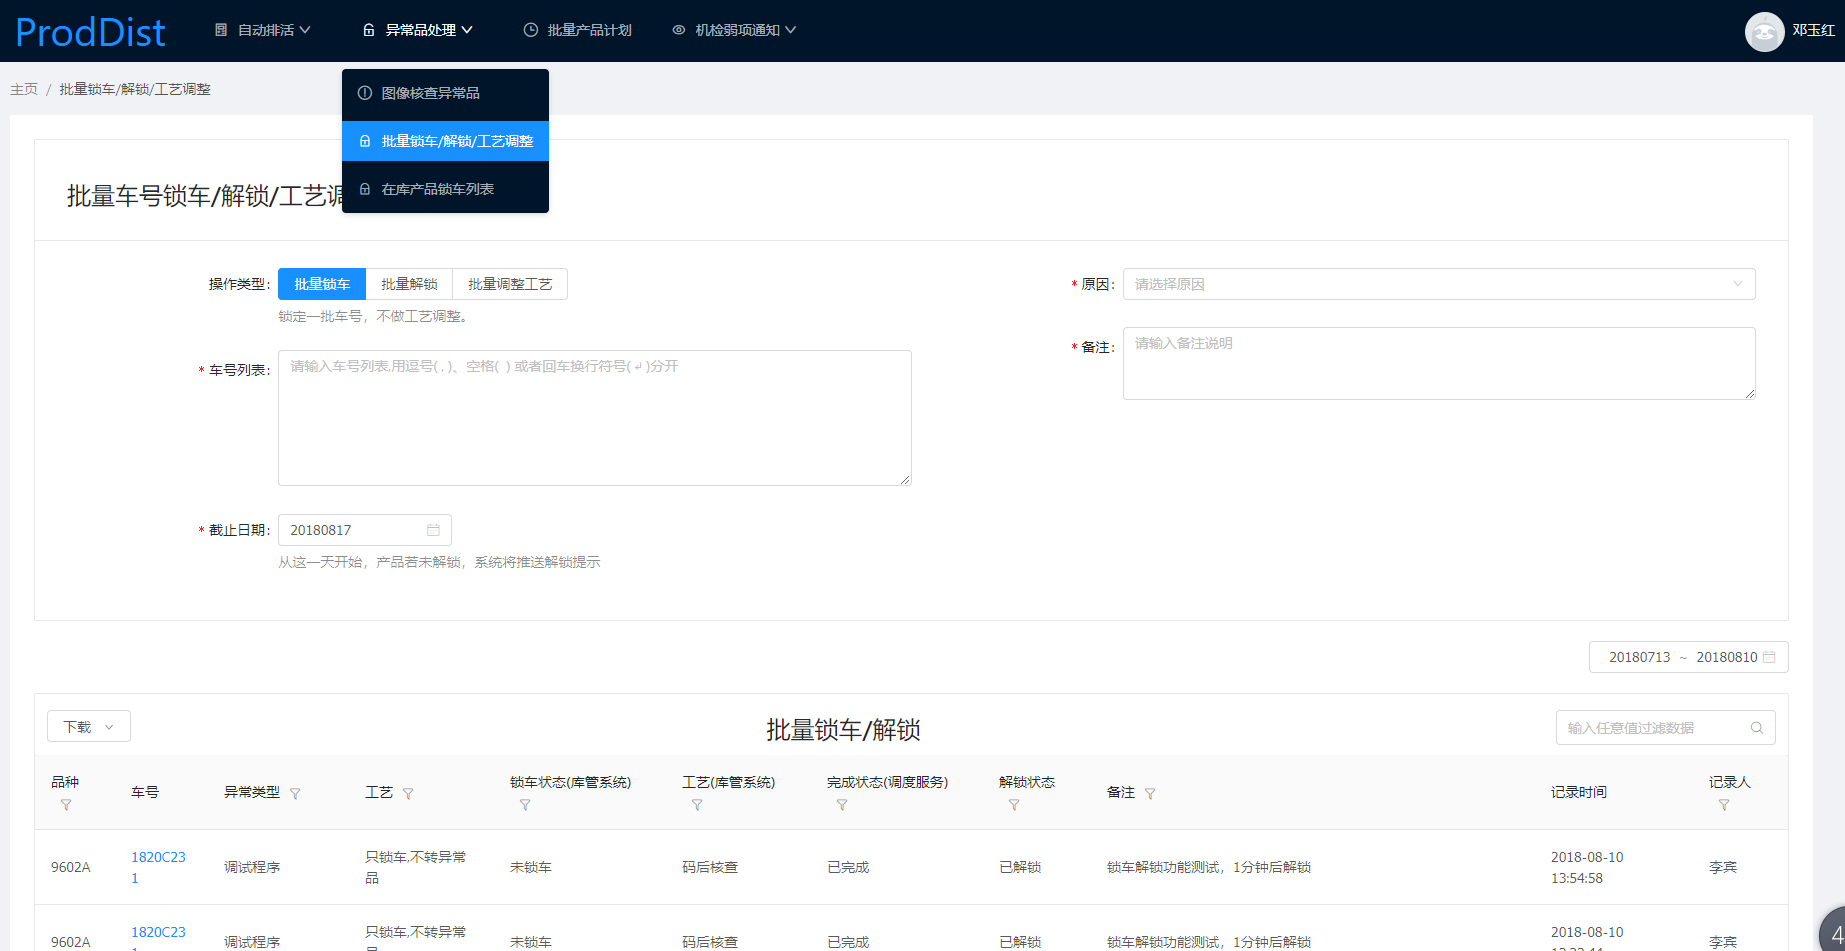 ProdDist
自动排活
异常品处理
批量产品计划
机检弱项通知
邓玉红
主页 / 批量锁车/解锁/工艺调整
图像核查异常品
批量锁车/解锁/工艺调整
在库产品锁车列表
批量车号锁车/解锁/工艺调
操作类型:
批量锁车
批量解锁
批量调整工艺
锁定一批车号，不做工艺调整。
* 原因:
请选择原因
* 备注:
请输入备注说明
* 车号列表:
请输入车号列表,用逗号(,)、空格( )或者回车换行符号(↵)分开
* 截止日期:
20180817
从这一天开始，产品若未解锁，系统将推送解锁提示
20180713 ~ 20180810
下载
批量锁车/解锁
输入任意值过滤数据
品种
车号
异常类型
工艺
锁车状态(库管系统)
工艺(库管系统)
完成状态(调度服务)
解锁状态
备注
记录时间
记录人
9602A
1820C23
1
调试程序
只锁车,不转异常
品
未锁车
码后核查
已完成
已解锁
锁车解锁功能测试，1分钟后解锁
2018-08-10
13:54:58
李宾
9602A
1820C23
调试程序
只锁车,不转异常
未锁车
码后核查
已完成
已解锁
锁车解锁功能测试，1分钟后解锁
2018-08-10
李宾